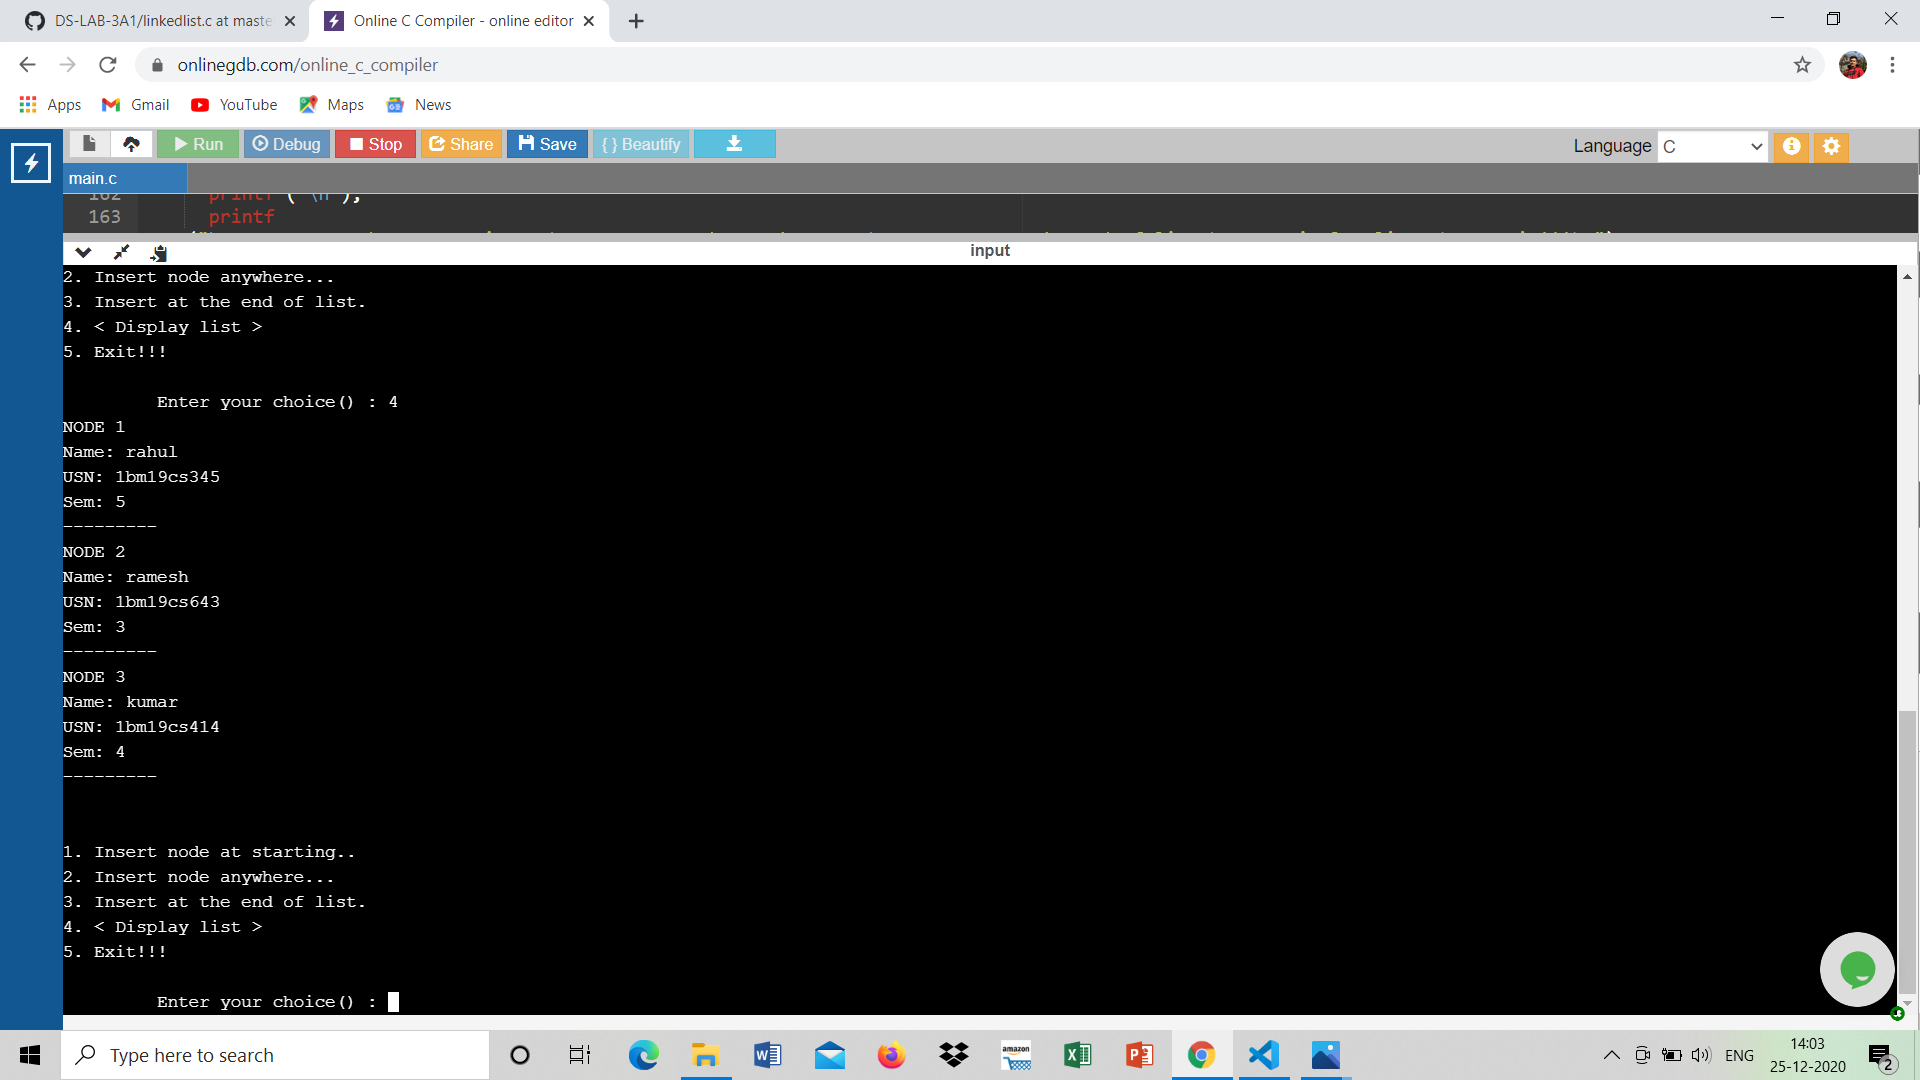 DS-LAB-3A1/linkedlist.c at maste
Online C Compiler - online editor
onlinegdb.com/online_c_compiler
Apps Gmail YouTube Maps News
Run Debug Stop Share Save { } Beautify Language C
main.c
162 printf ("\n");
163 printf
input
2. Insert node anywhere...
3. Insert at the end of list.
4. < Display list >
5. Exit!!!
Enter your choice() : 4
NODE 1
Name: rahul
USN: 1bm19cs345
Sem: 5
---------
NODE 2
Name: ramesh
USN: 1bm19cs643
Sem: 3
---------
NODE 3
Name: kumar
USN: 1bm19cs414
Sem: 4
---------
1. Insert node at starting..
2. Insert node anywhere...
3. Insert at the end of list.
4. < Display list >
5. Exit!!!
Enter your choice() :
Type here to search
amazon
ENG
14:03
25-12-2020
2